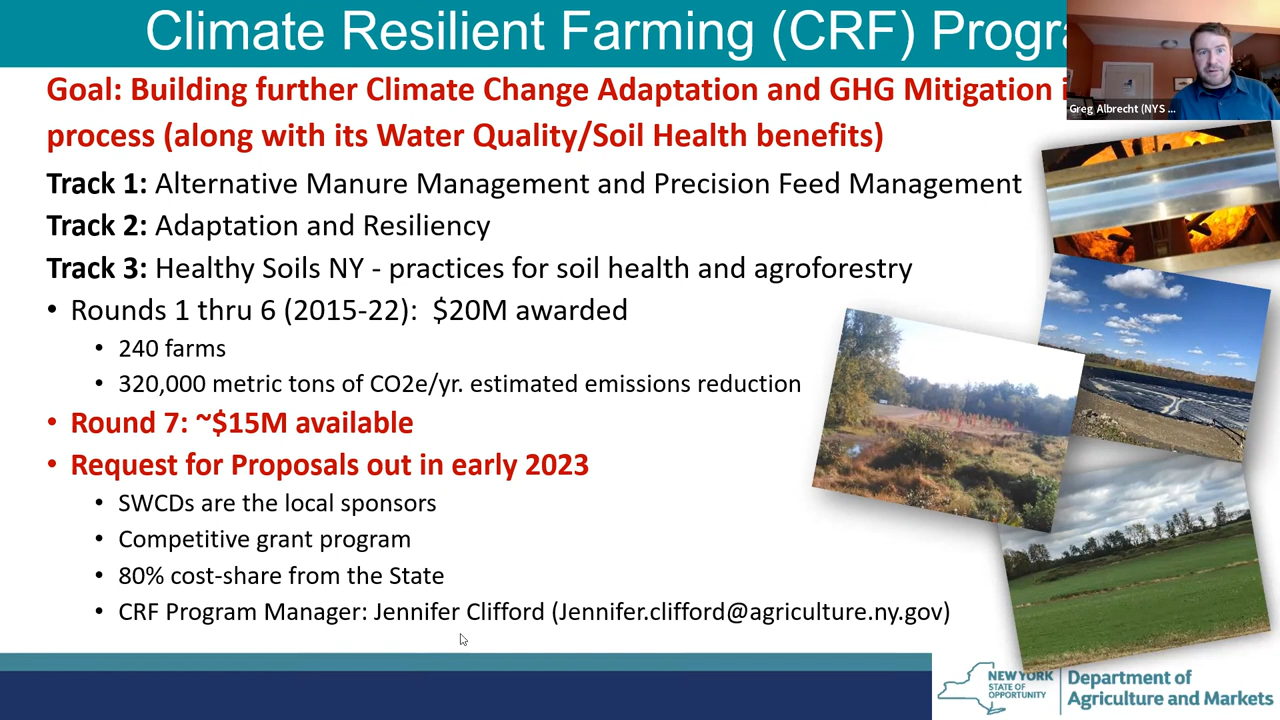 Climate Resilient Farming (CRF) Progra
Greg Albrecht (NYS ...
Goal: Building further Climate Change Adaptation and GHG Mitigation
process (along with its Water Quality/Soil Health benefits)
Track 1: Alternative Manure Management and Precision Feed Management
Track 2: Adaptation and Resiliency
Track 3: Healthy Soils NY - practices for soil health and agroforestry
• Rounds 1 thru 6 (2015-22): $20M awarded
• 240 farms
• 320,000 metric tons of CO2e/yr. estimated emissions reduction
• Round 7: ~$15M available
• Request for Proposals out in early 2023
• SWCDs are the local sponsors
• Competitive grant program
• 80% cost-share from the State
• CRF Program Manager: Jennifer Clifford (Jennifer.clifford@agriculture.ny.gov)
NEW YORK
STATE OF
OPPORTUNITY
Department of
Agriculture and Markets